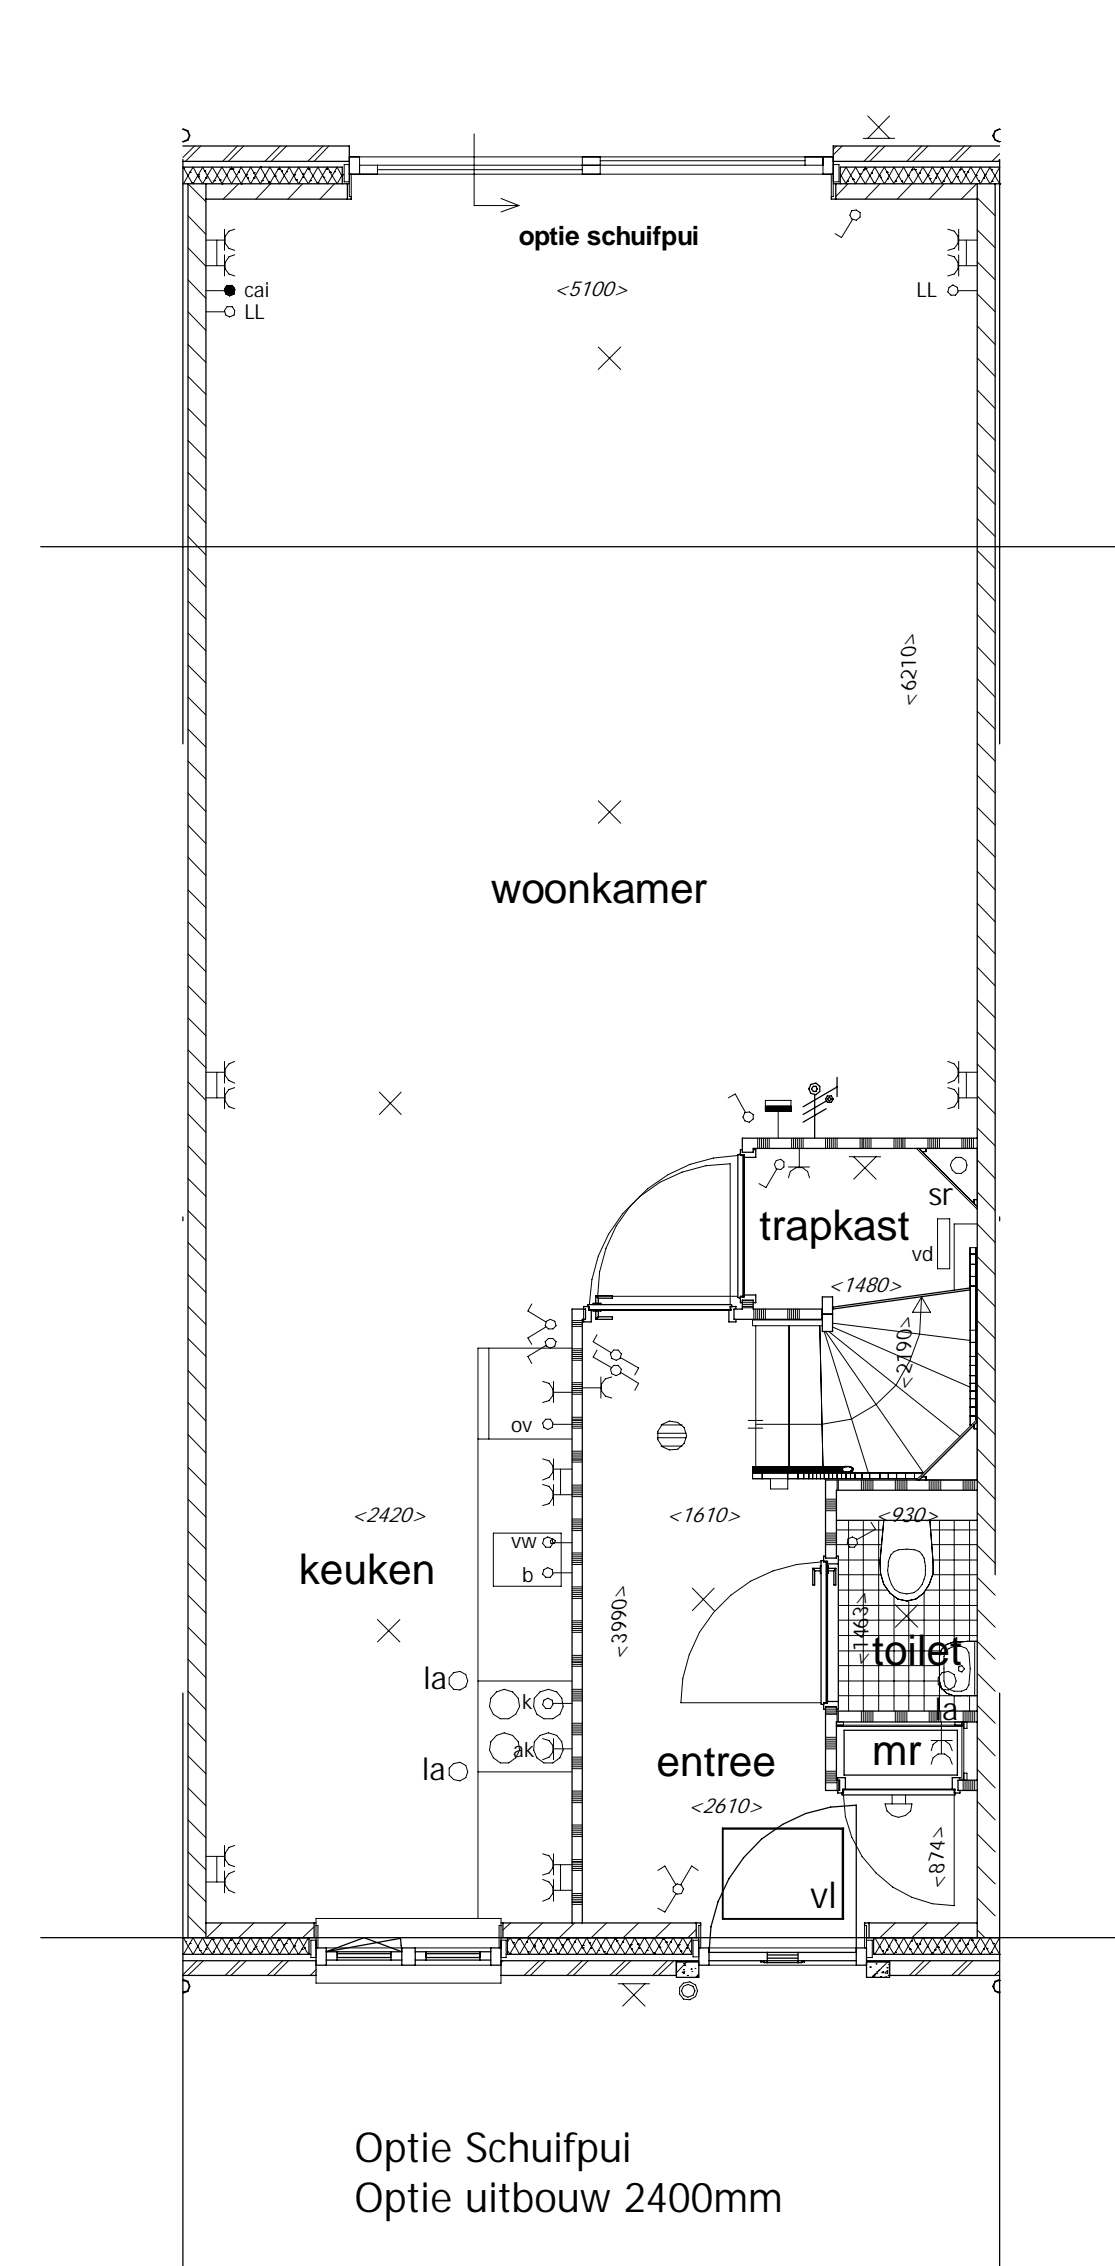 optie schuifpui
<5100>
cai
LL
LL
<6210>
woonkamer
sr
trapkast
vd
<1480>
<2190>
ov
<2420>
<1610>
<930>
vw
keuken
b
<3990>
<1463>
toilet
la
k
la
ak
mr
la
entree
<2610>
<874>
vl
Optie Schuifpui
Optie uitbouw 2400mm